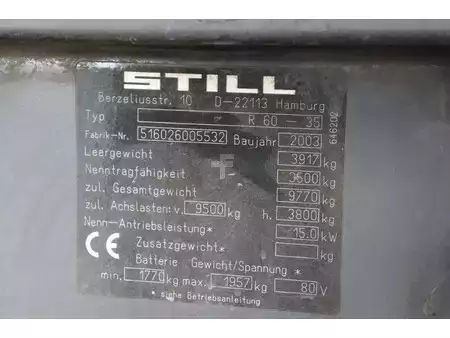 STILL
Berzeliusstr. 10 D-22113 Hamburg
Typ R 60 - 35
Fabrik-Nr. 516026005532 Baujahr 2003
Leergewicht 3917 kg
Nenntragfähigkeit 3500 kg
zul. Gesamtgewicht 9770 kg
zul. Achslasten: v. 9500 kg h. 3800 kg
Nenn-Antriebsleistung* 15.0 kW
CE Zusatzgewicht* kg
Batterie Gewicht/Spannung *
min. 1770 kg max. 1957 kg 80 V
* siehe Betriebsanleitung
646202